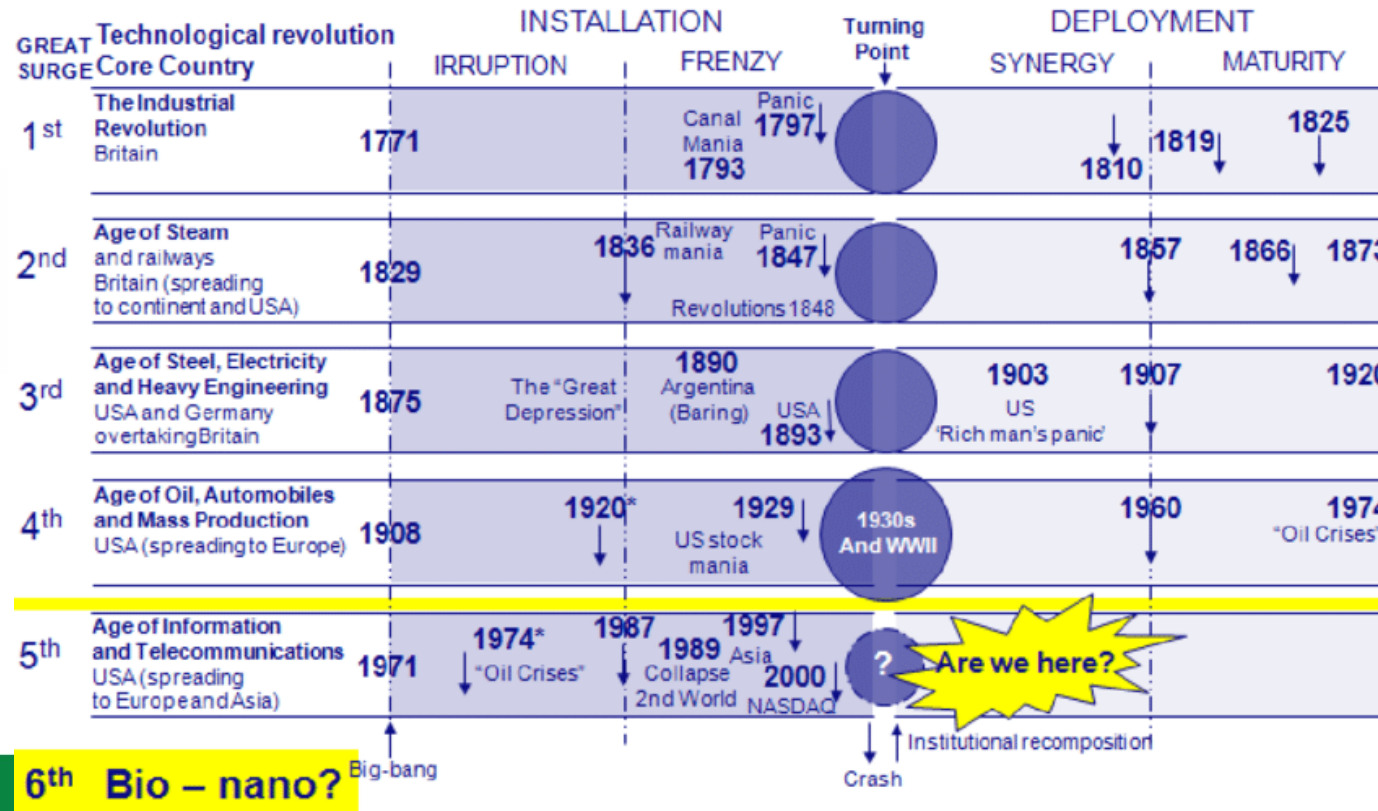 INSTALLATION
Turning
Point
DEPLOYMENT
GREAT
SURGE
Technological revolution
Core Country
IRRUPTION
FRENZY
SYNERGY
MATURITY
1st
The Industrial
Revolution
Britain
1771
Canal
Mania
1793
Panic
1797
1810
1819
1825
2nd
Age of Steam
and railways
Britain (spreading
to continent and USA)
1829
1836
Railway
mania
Panic
1847
Revolutions 1848
1857
1866
1873
3rd
Age of Steel, Electricity
and Heavy Engineering
USA and Germany
overtaking Britain
1875
The "Great
Depression"
1890
Argentina
(Baring)
USA
1893
1903
US
'Rich man's panic'
1907
1920
4th
Age of Oil, Automobiles
and Mass Production
USA (spreading to Europe)
1908
1920*
1929
US stock
mania
1930s
And WWII
1960
1974
"Oil Crises"
5th
Age of Information
and Telecommunications
USA (spreading
to Europe and Asia)
1971
1974*
"Oil Crises"
1987
1989
Collapse
2nd World
1997
Asia
2000
NASDAQ
?
Are we here?
Institutional recomposition
Big-bang
Crash
6th Bio – nano?